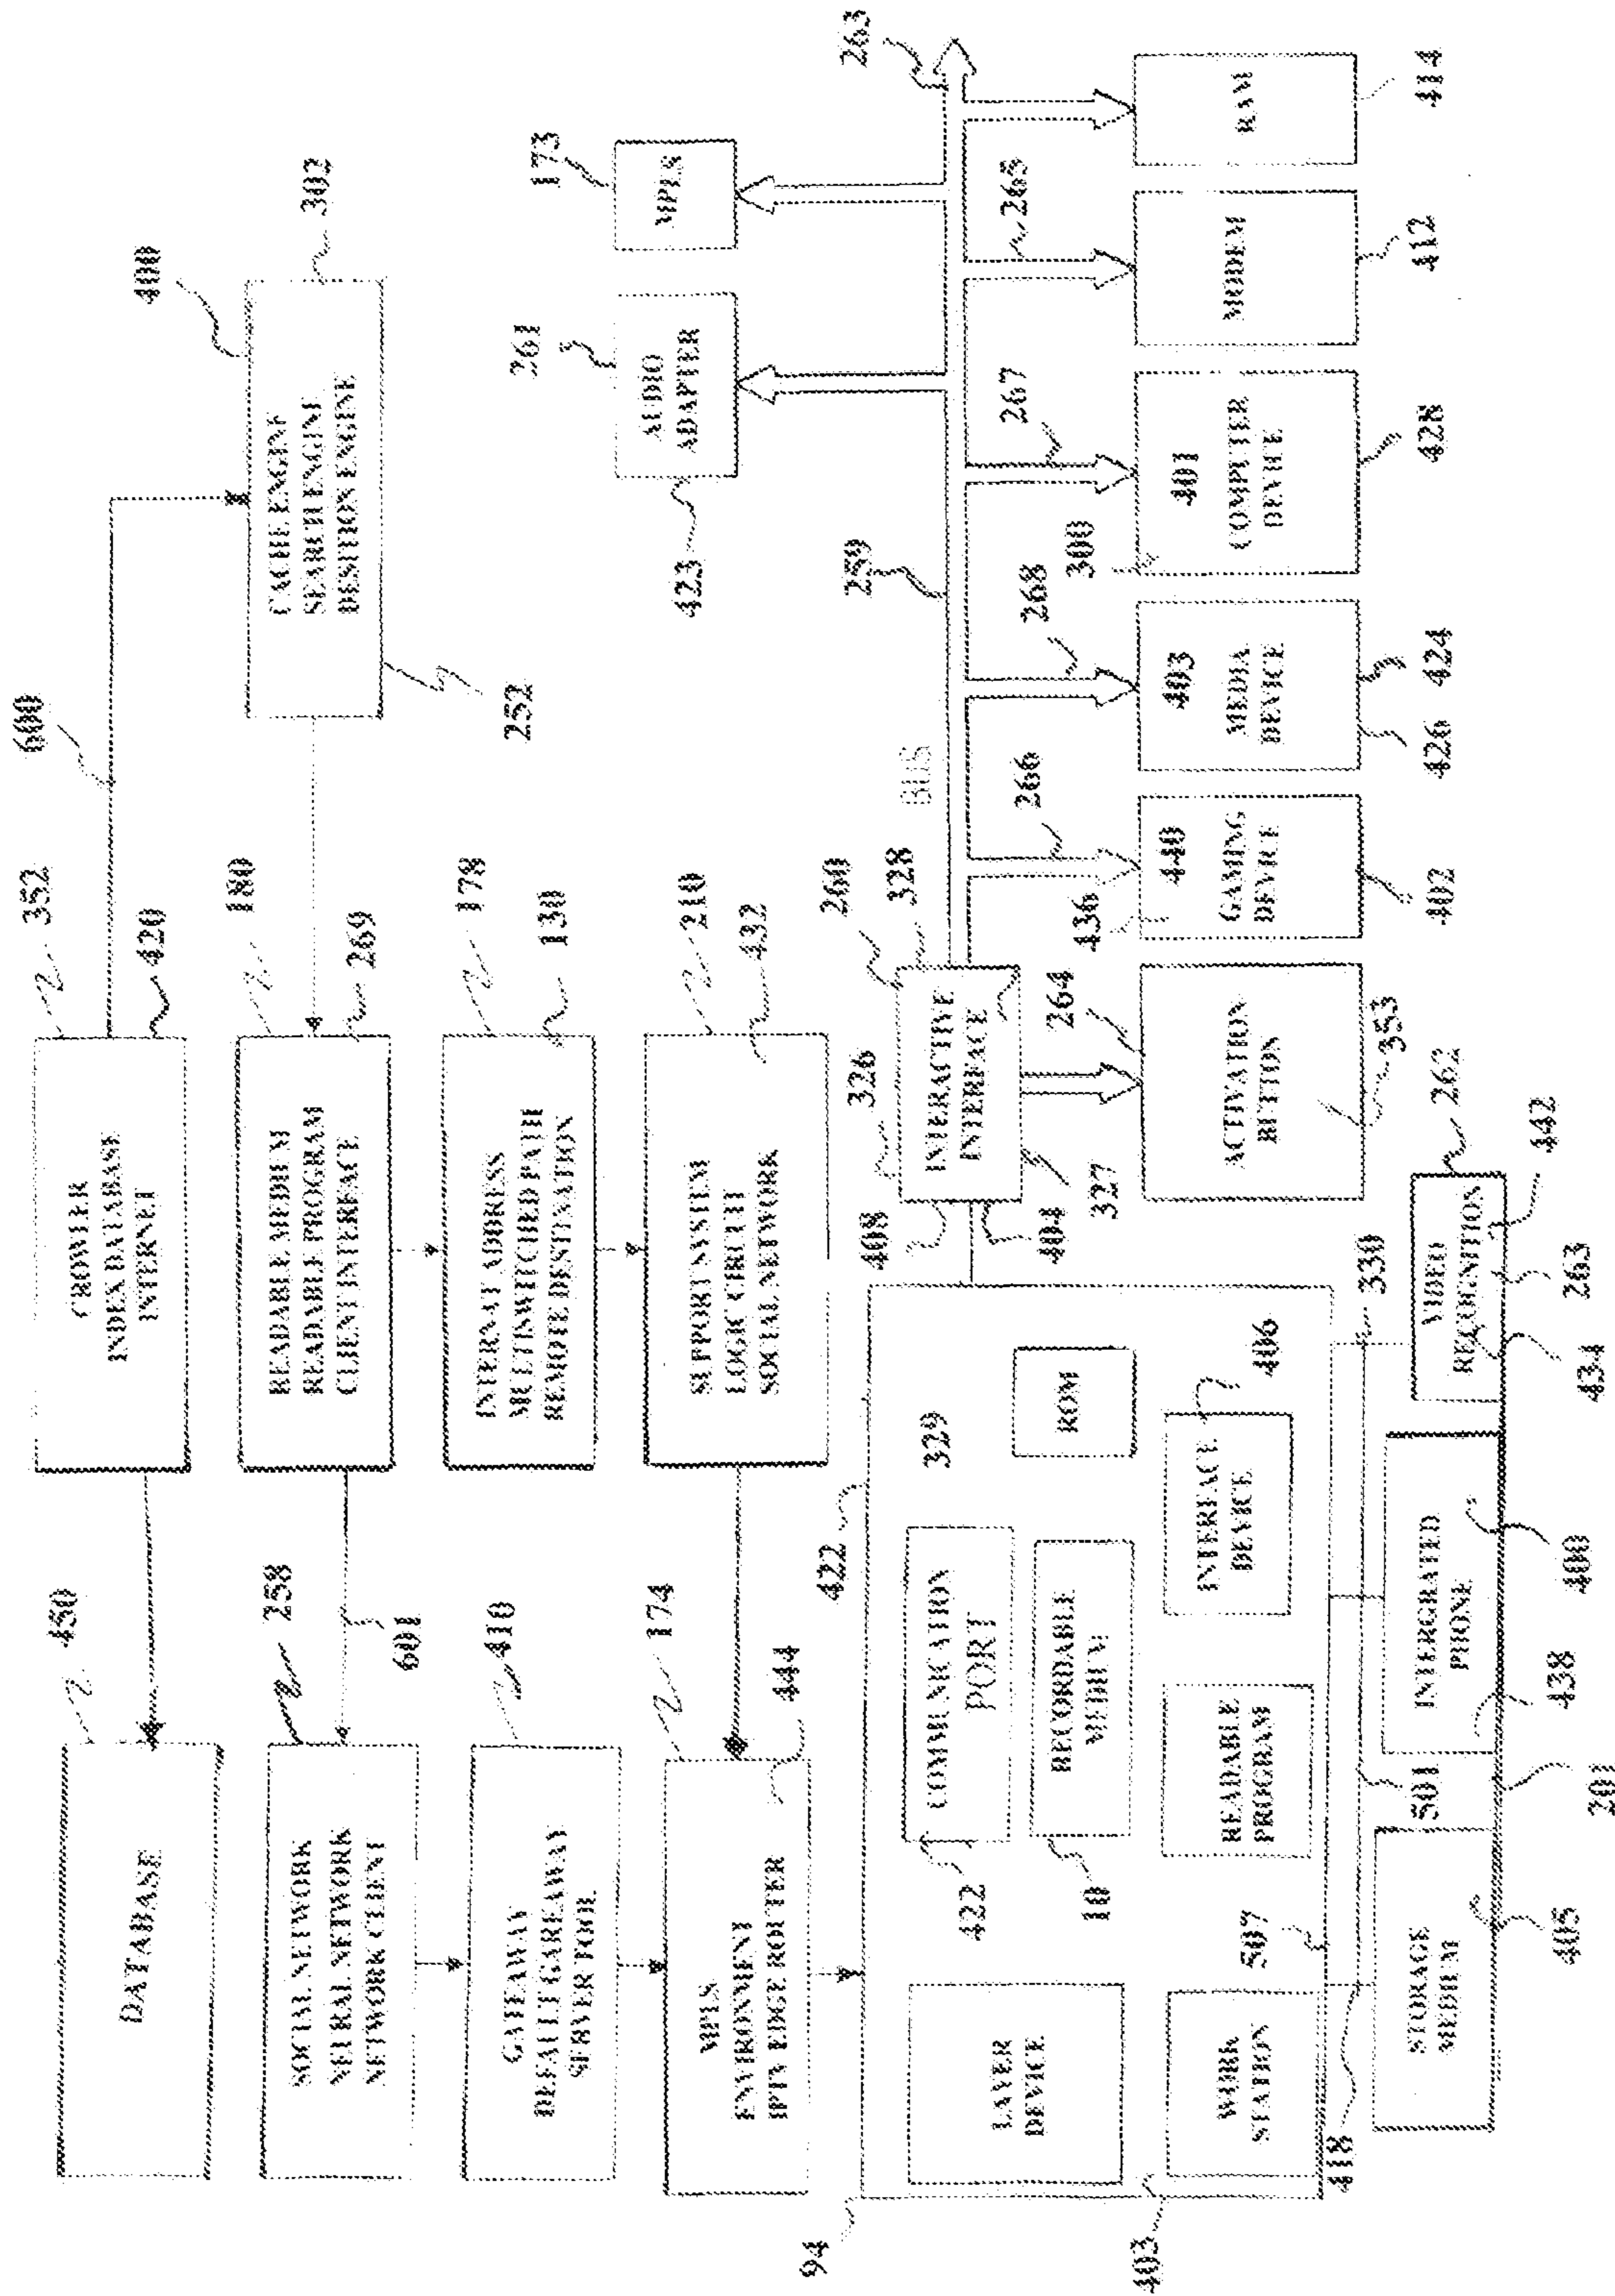 DATABASE
450
CROWLER
INDEX DATABASE
INTERNET
352
420
600
CACHE ENGINE
SEARCH ENGINE
DESITION ENGINE
400
302
252
SOCIAL NETWORK
NEURAL NETWORK
NETWORK CLIENT
258
601
READABLE MEDIUM
READABLE PROGRAM
CLIENT INTERFACE
180
269
GATEAWAY
DEFAULT GAREAWAY
SERVER TOOL
410
INTERNAT ADDRESS
MULTISWITCHED PATH
REMOTE DESTINATION
178
130
MPLS
ENVIRONMENT
IPTV EDGE ROUTER
174
444
SUPPORT SYSTEM
LOGIC CIRCUIT
SOCIAL NETWORK
210
432
AUDIO
ADAPTER
261
423
MPLS
173
94
422
LAYER
DEVICE
COMMUNICATION
PORT
422
329
RECORDABLE
MEDIUM
10
ROM
WORK
STATION
403
507
READABLE
PROGRAM
INTERFACE
DEVICE
406
INTERACTIVE
INTERFACE
326
260
328
408
404
327
BUS
259
263
264
266
268
267
265
ACTIVATION
BUTTON
353
436
440
GAMING
DEVICE
402
403
MEDIA
DEVICE
426
424
300
401
COMPUTER
DEVICE
428
MODEM
412
RAM
414
418
STORAGE
MEDIUM
405
501
501
201
INTERGRATED
PHONE
438
400
330
VIDEO
RECOGNITION
262
442
263
434